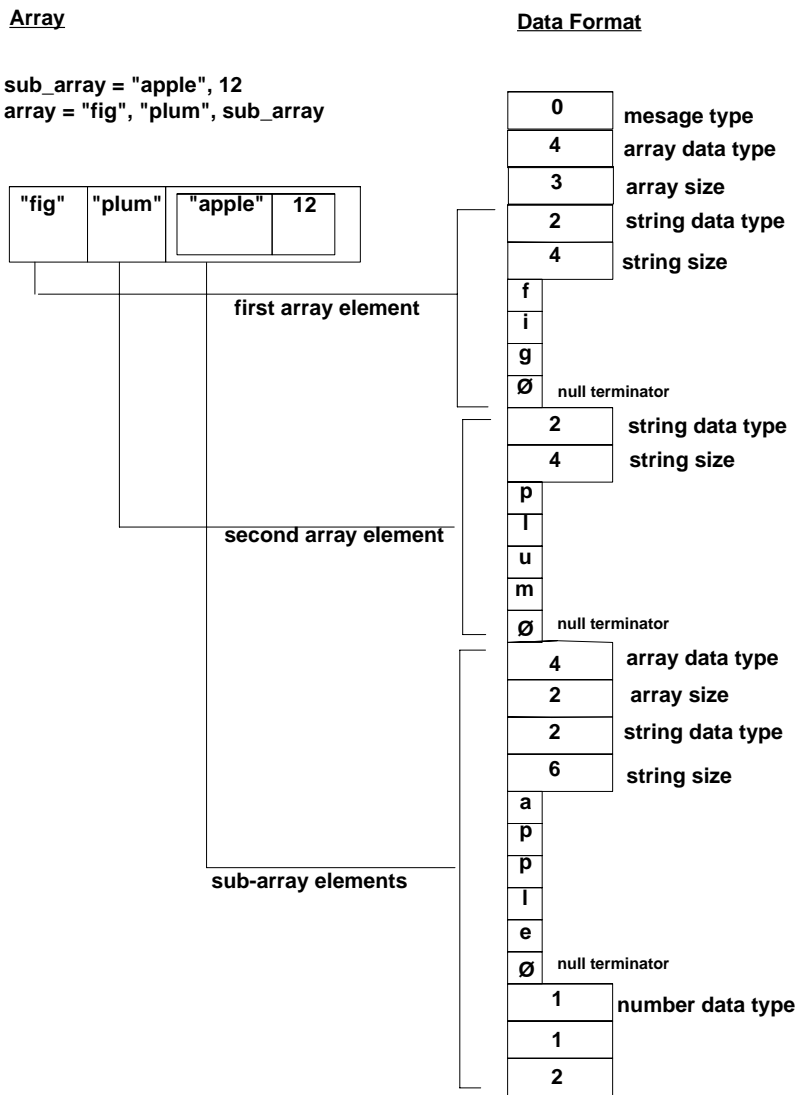 Array
sub_array = "apple", 12
array = "fig", "plum", sub_array
"fig" "plum" "apple" 12
first array element
second array element
sub-array elements
Data Format
0 mesage type
4 array data type
3 array size
2 string data type
4 string size
f
i
g
Ø null terminator
2 string data type
4 string size
p
l
u
m
Ø null terminator
4 array data type
2 array size
2 string data type
6 string size
a
p
p
l
e
Ø null terminator
1 number data type
1
2